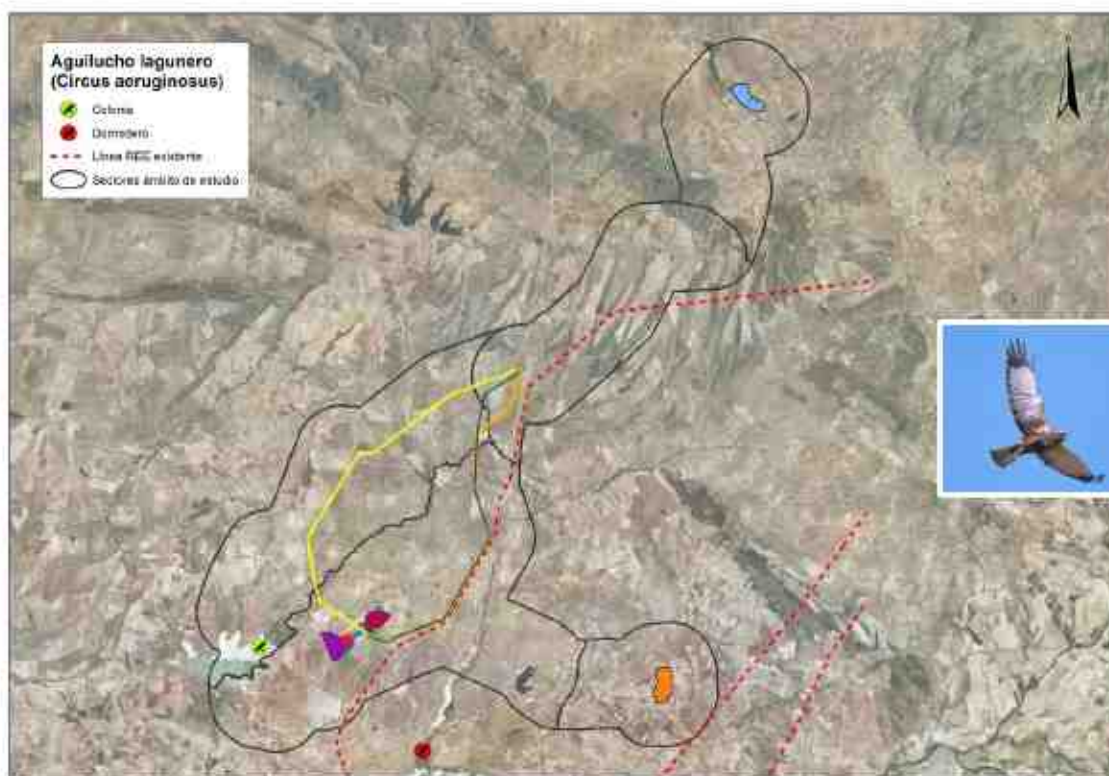 Aguilucho lagunero
(Circus aeruginosus)
Colonia
Dormidero
Línea REE existente
Sectores ámbito de estudio